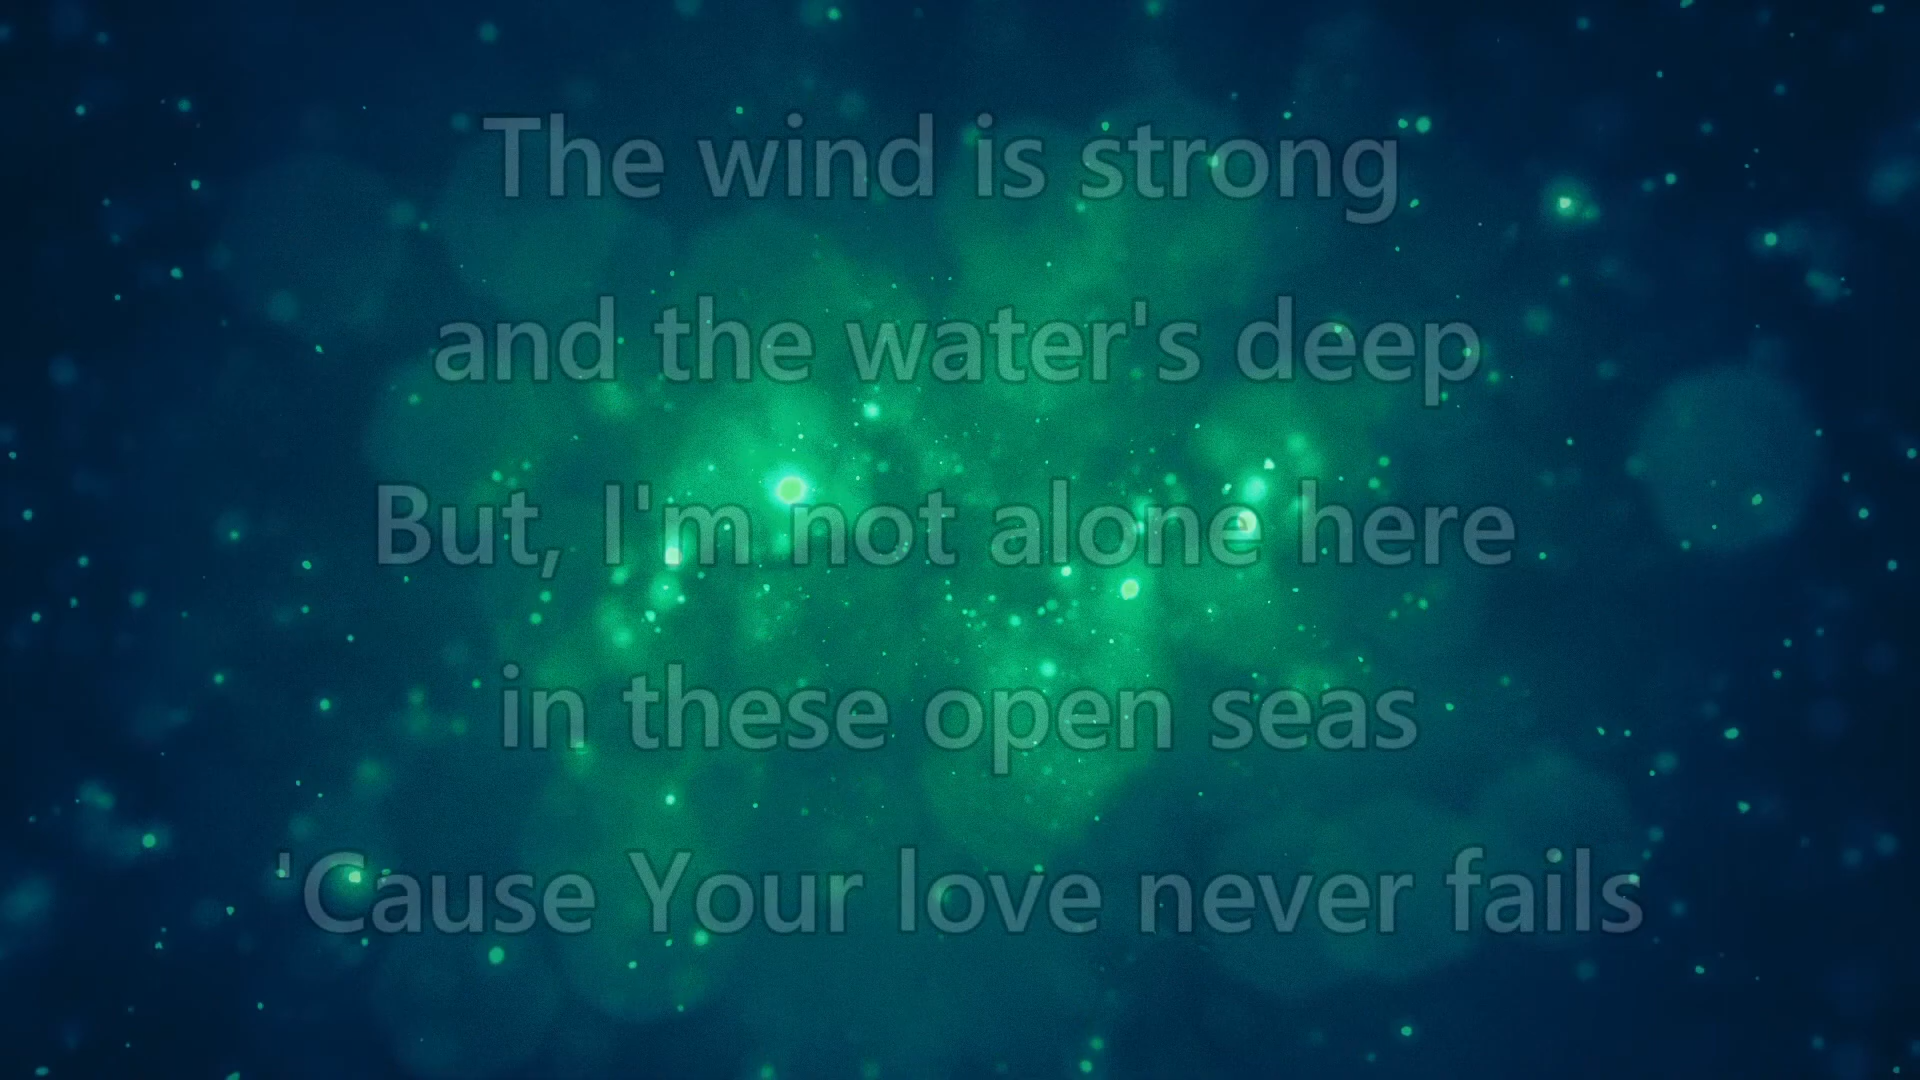 The wind is strong
and the water's deep
But, I'm not alone here
in these open seas
'Cause Your love never fails